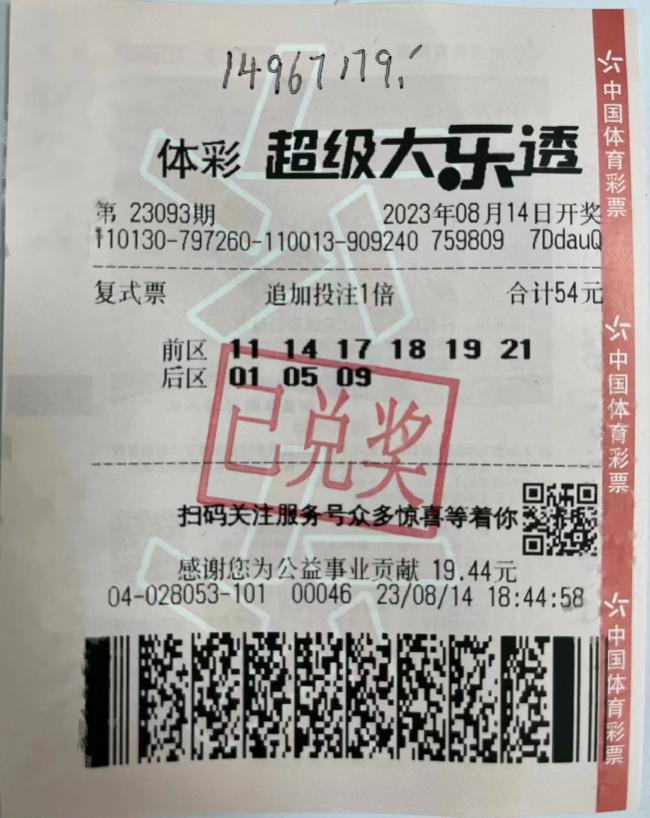 14967179.
体彩 超级大乐透
第 23093期 2023年08月14日开奖
110130-797260-110013-909240 759809 7DdauQ
复式票 追加投注1倍 合计54元
前区 11 14 17 18 19 21
后区 01 05 09
已兑奖
扫码关注服务号众多惊喜等着你
感谢您为公益事业贡献 19.44元
04-028053-101 00046 23/08/14 18:44:58
中国体育彩票
中国体育彩票
中国体育彩票